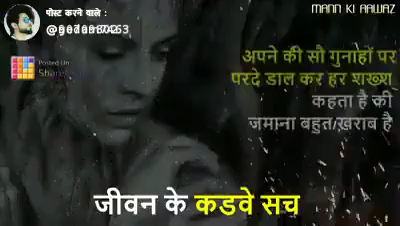 पोस्ट करने वाले :
MANN KI AAWAZ
Posted On:
अपने की सौ गुनाहों पर
परदे डाल कर हर शख्श
कहता है की
जमाना बहुत ख़राब है
जीवन के कडवे सच